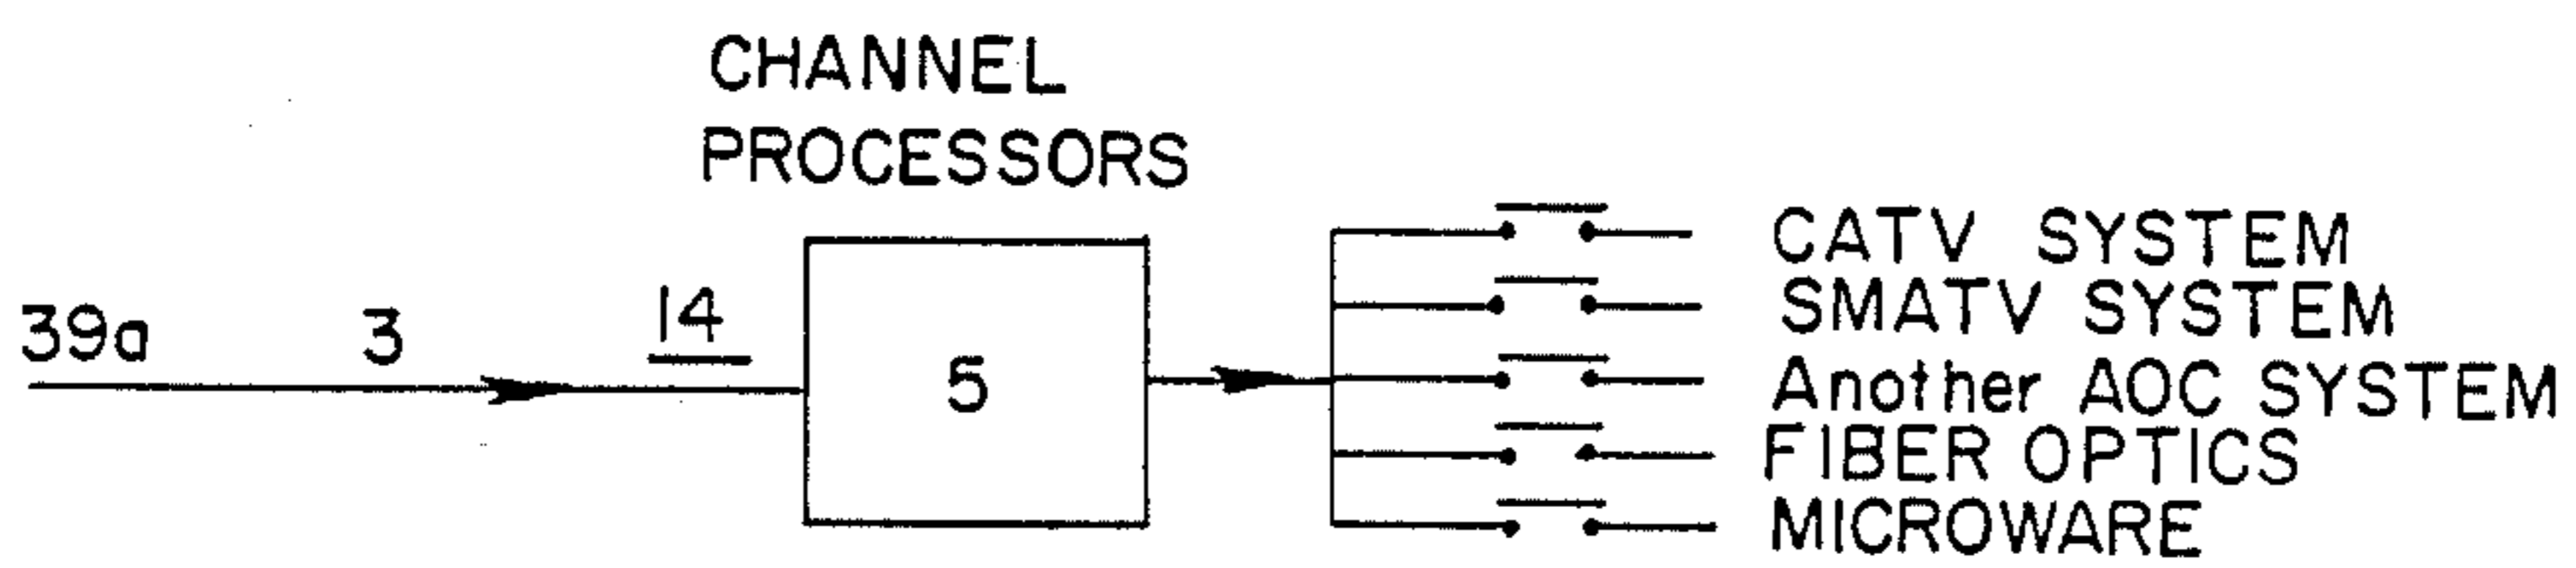 CHANNEL
PROCESSORS
39a
3
14
5
CATV SYSTEM
SMATV SYSTEM
Another AOC SYSTEM
FIBER OPTICS
MICROWARE